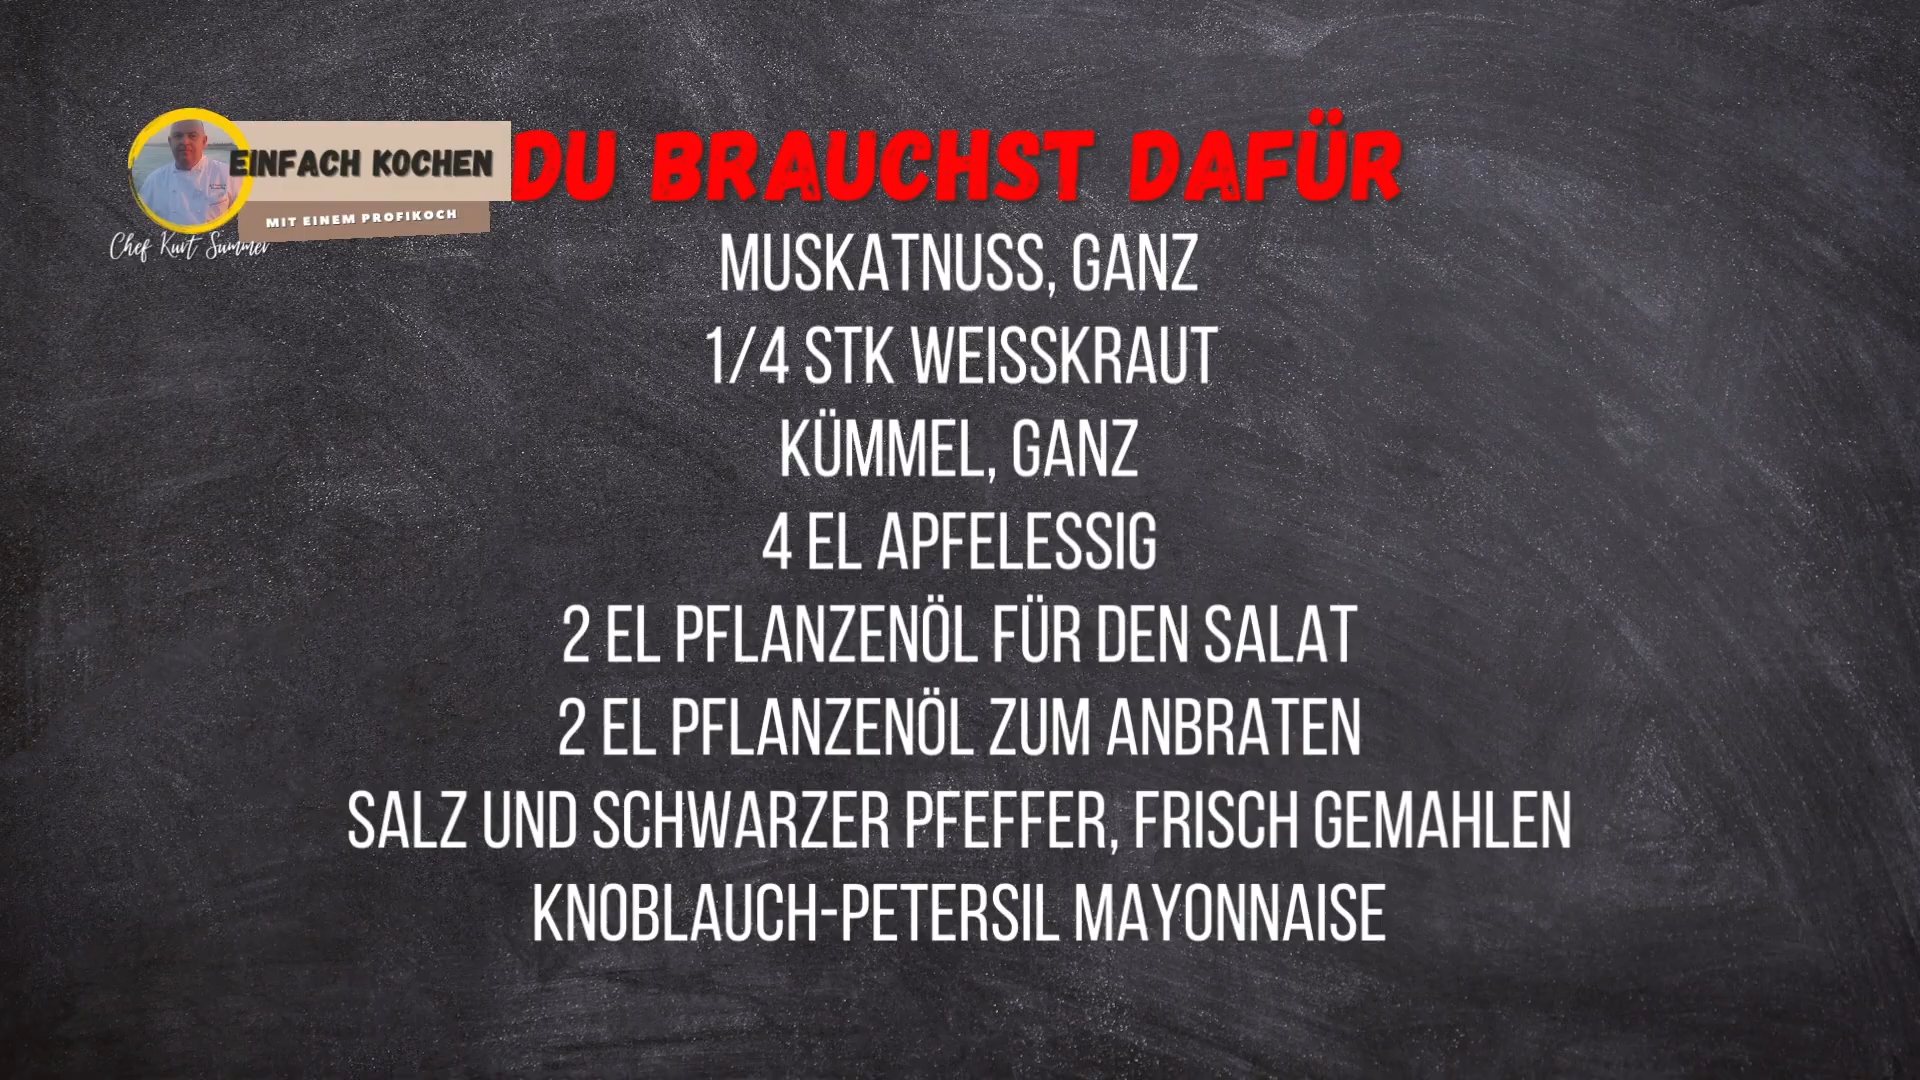 EINFACH KOCHEN
MIT EINEM PROFIKOCH
Chef Kurt Summer
DU BRAUCHST DAFÜR
MUSKATNUSS, GANZ
1/4 STK WEISSKRAUT
KÜMMEL, GANZ
4 EL APFELESSIG
2 EL PFLANZENÖL FÜR DEN SALAT
2 EL PFLANZENÖL ZUM ANBRATEN
SALZ UND SCHWARZER PFEFFER, FRISCH GEMAHLEN
KNOBLAUCH-PETERSIL MAYONNAISE